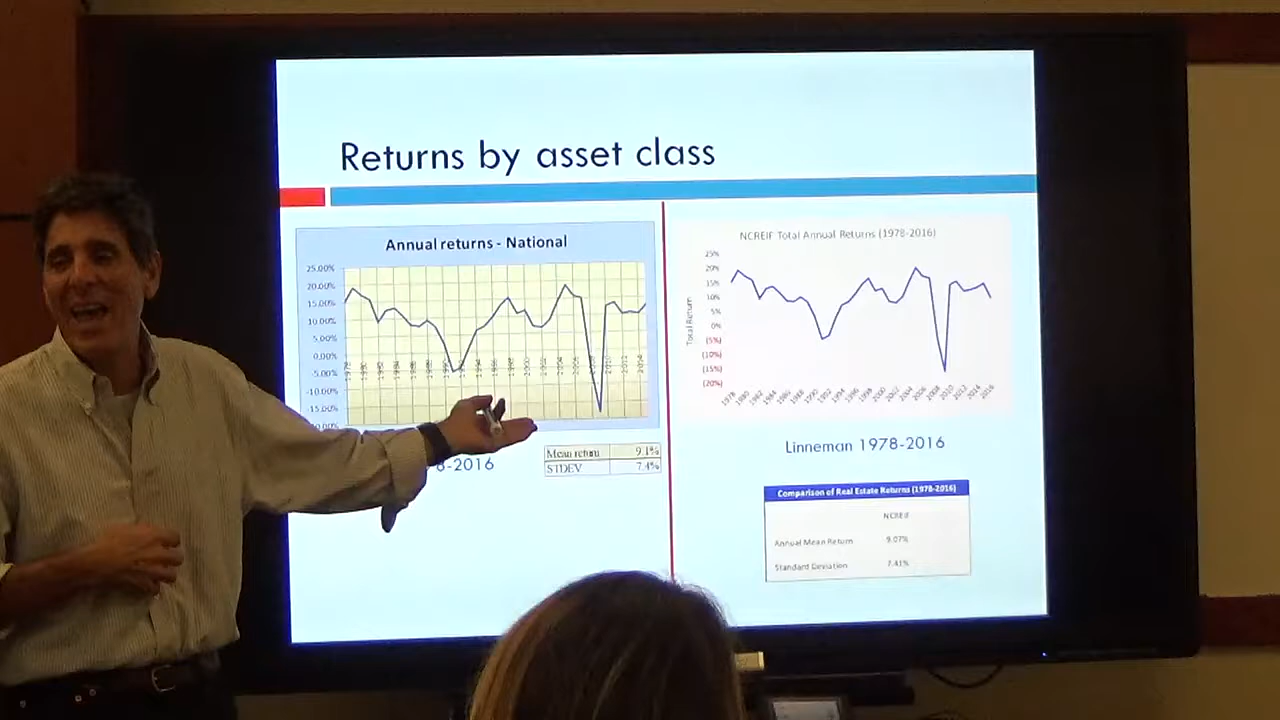 Returns by asset class
Annual returns - National
25.00%
20.00%
15.00%
10.00%
5.00%
0.00%
-5.00%
-10.00%
-15.00%
8-2016
Mean return 9.1%
STDEV 7.4%
NCREIF Total Annual Returns (1978-2016)
Total Return
25%
20%
15%
10%
5%
0%
(5%)
(10%)
(15%)
(20%)
1978 1980 1982 1984 1986 1988 1990 1992 1994 1996 1998 2000 2002 2004 2006 2008 2010 2012 2014 2016
Linneman 1978-2016
Comparison of Real Estate Returns (1978-2016)
NCREIF
Annual Mean Return 9.07%
Standard Deviation 7.41%